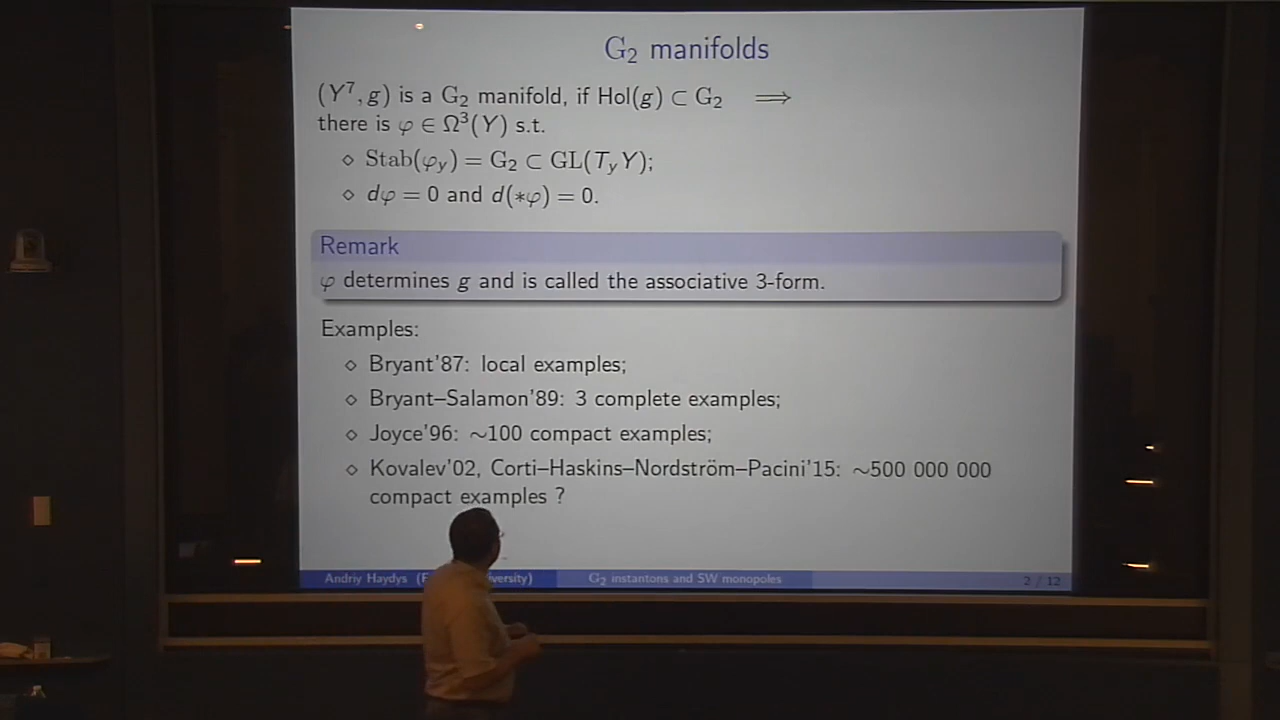 G₂ manifolds
(Y⁷, g) is a G₂ manifold, if Hol(g) ⊂ G₂ ⟹
there is φ ∈ Ω³(Y) s.t.
⋄ Stab(φ_y) = G₂ ⊂ GL(T_yY);
⋄ dφ = 0 and d(∗φ) = 0.
Remark
φ determines g and is called the associative 3-form.
Examples:
⋄ Bryant'87: local examples;
⋄ Bryant–Salamon'89: 3 complete examples;
⋄ Joyce'96: ∼100 compact examples;
⋄ Kovalev'02, Corti–Haskins–Nordström–Pacini'15: ∼500 000 000
compact examples ?
Andriy Haydys
G₂ instantons and SW monopoles
2 / 12